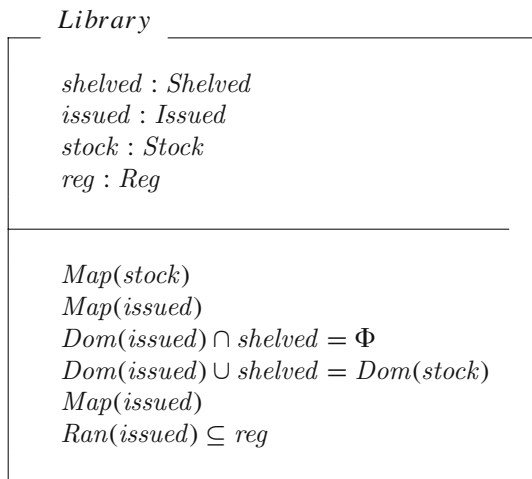 Library
shelved : Shelved
issued : Issued
stock : Stock
reg : Reg
Map(stock)
Map(issued)
Dom(issued) ∩ shelved = Φ
Dom(issued) ∪ shelved = Dom(stock)
Map(issued)
Ran(issued) ⊆ reg